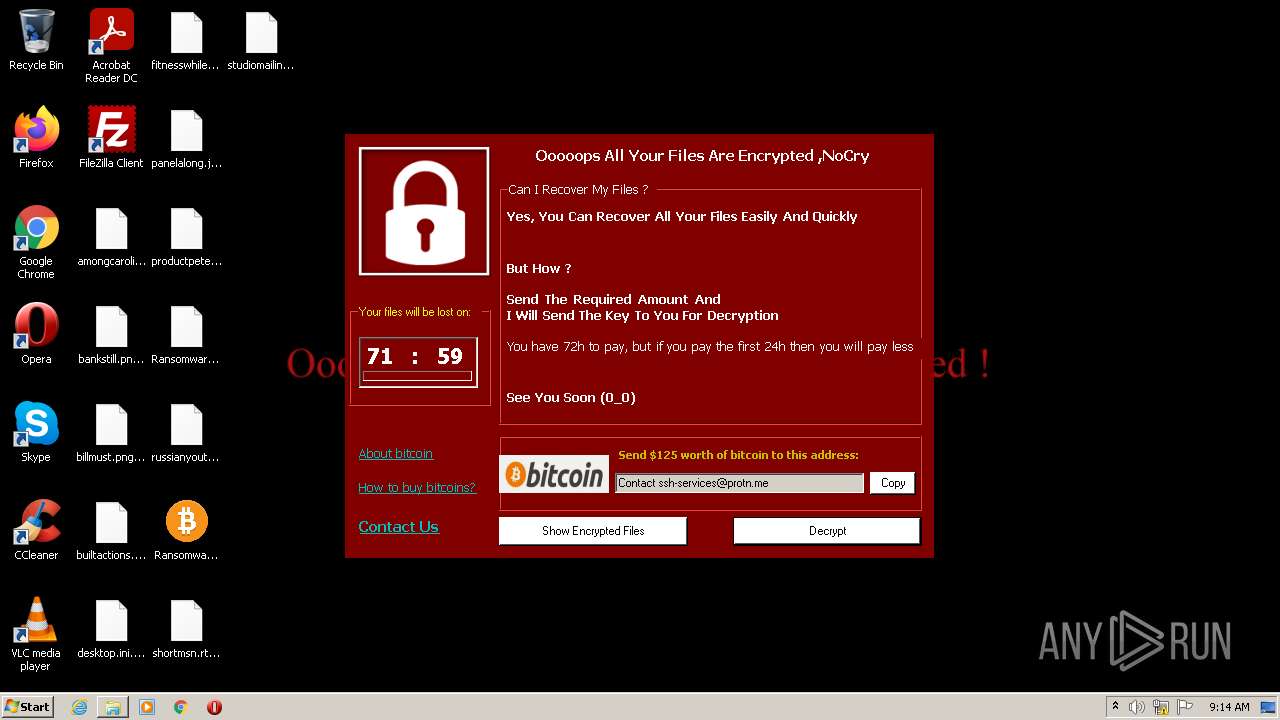 Recycle Bin
Acrobat
Reader DC
fitnesswhile...
studiomailin...
Firefox
FileZilla Client
panelalong.j...
Google
Chrome
amongcaroli...
productpete...
Opera
bankstill.pn...
Ransomwar...
Skype
billmust.png...
russianyout...
CCleaner
builtactions....
Ransomwa...
VLC media
player
desktop.ini....
shortmsn.rt...
Ooooops All Your Files Are Encrypted ,NoCry
Can I Recover My Files ?
Yes, You Can Recover All Your Files Easily And Quickly
But How ?
Send The Required Amount And
I Will Send The Key To You For Decryption
You have 72h to pay, but if you pay the first 24h then you will pay less
See You Soon (0_0)
Your files will be lost on:
71 : 59
Ooo
ed !
About bitcoin
How to buy bitcoins?
Contact Us
bitcoin
Send $125 worth of bitcoin to this address:
Contact ssh-services@protn.me
Copy
Show Encrypted Files
Decrypt
ANY RUN
Start
9:14 AM